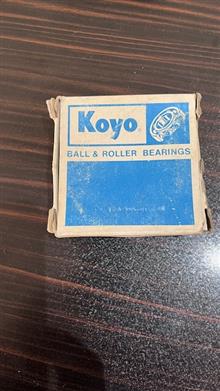 Koyo
BALL & ROLLER BEARINGS